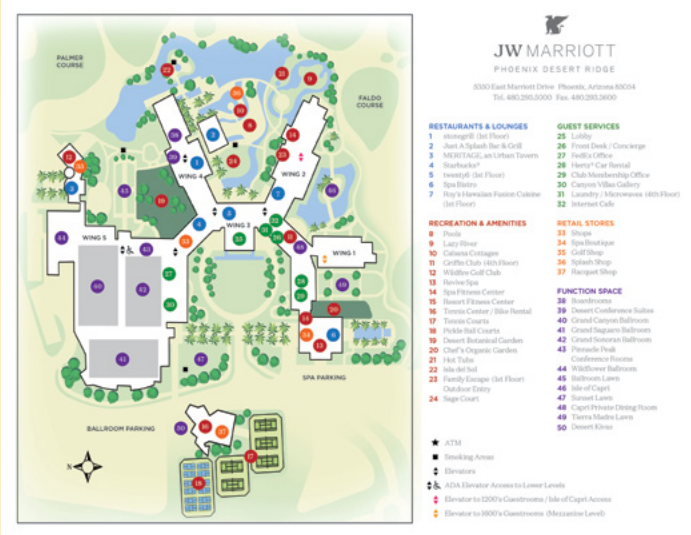 PALMER
COURSE
FALDO
COURSE
WING 4
WING 2
WING 5
WING 3
WING 1
SPA PARKING
BALLROOM PARKING
N
JW MARRIOTT
PHOENIX DESERT RIDGE
5350 East Marriott Drive Phoenix, Arizona 85054
Tel. 480.293.5000 Fax. 480.293.3600
RESTAURANTS & LOUNGES
1 stonegrill (1st Floor)
2 Just A Splash Bar & Grill
3 MERITAGE, an Urban Tavern
4 Starbucks®
5 twenty6 (1st Floor)
6 Spa Bistro
7 Roy's Hawaiian Fusion Cuisine
(1st Floor)
RECREATION & AMENITIES
8 Pools
9 Lazy River
10 Cabana Cottages
11 Griffin Club (4th Floor)
12 Wildfire Golf Club
13 Revive Spa
14 Spa Fitness Center
15 Resort Fitness Center
16 Tennis Center / Bike Rental
17 Tennis Courts
18 Pickle Ball Courts
19 Desert Botanical Garden
20 Chef's Organic Garden
21 Hot Tubs
22 Isla del Sol
23 Family Escape (1st Floor)
Outdoor Entry
24 Sage Court
GUEST SERVICES
25 Lobby
26 Front Desk / Concierge
27 FedEx Office
28 Hertz® Car Rental
29 Club Membership Office
30 Canyon Villas Gallery
31 Laundry / Microwaves (4th Floor)
32 Internet Cafe
RETAIL STORES
33 Shops
34 Spa Boutique
35 Golf Shop
36 Splash Shop
37 Racquet Shop
FUNCTION SPACE
38 Boardrooms
39 Desert Conference Suites
40 Grand Canyon Ballroom
41 Grand Saguaro Ballroom
42 Grand Sonoran Ballroom
43 Pinnacle Peak
Conference Rooms
44 Wildflower Ballroom
45 Ballroom Lawn
46 Isle of Capri
47 Sunset Lawn
48 Capri Private Dining Room
49 Tierra Madre Lawn
50 Desert Kivas
ATM
Smoking Areas
Elevators
ADA Elevator Access to Lower Levels
Elevator to 1200's Guestrooms / Isle of Capri Access
Elevator to 1600's Guestrooms (Mezzanine Level)